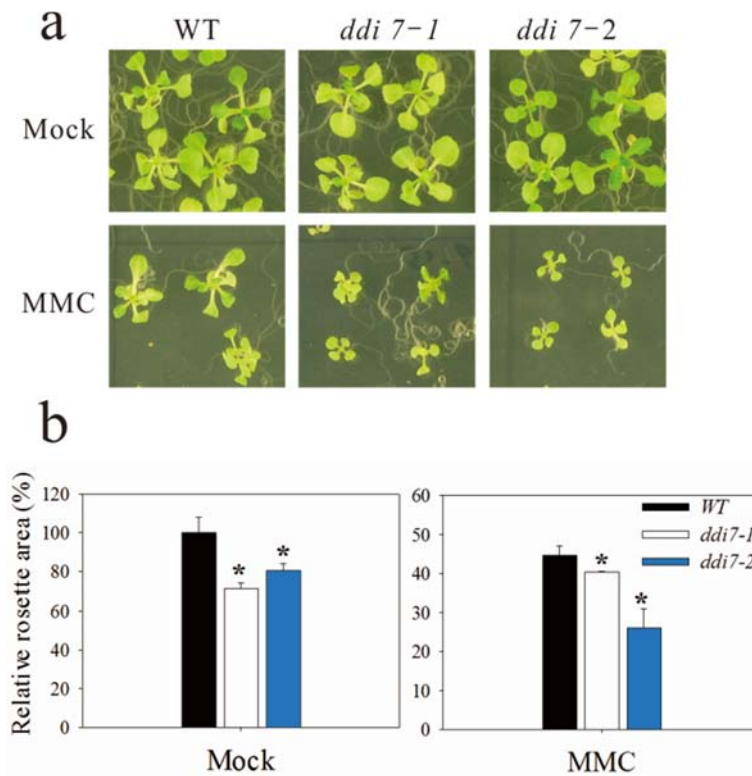 a
WT ddi 7-1 ddi 7-2
Mock
MMC
b
Relative rosette area (%)
120
100
80
60
40
20
0
* *
Mock
60
50
40
30
20
10
0
* *
WT
ddi7-1
ddi7-2
MMC